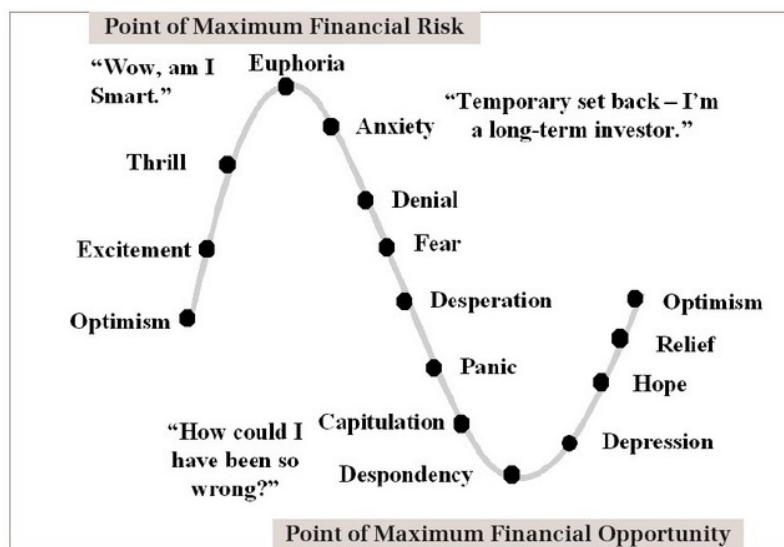 Point of Maximum Financial Risk
“Wow, am I
Smart.”
Euphoria
“Temporary set back – I’m
a long-term investor.”
Anxiety
Thrill
Denial
Excitement
Fear
Optimism
Desperation
Optimism
Relief
Panic
Hope
Capitulation
“How could I
have been so
wrong?”
Depression
Despondency
Point of Maximum Financial Opportunity